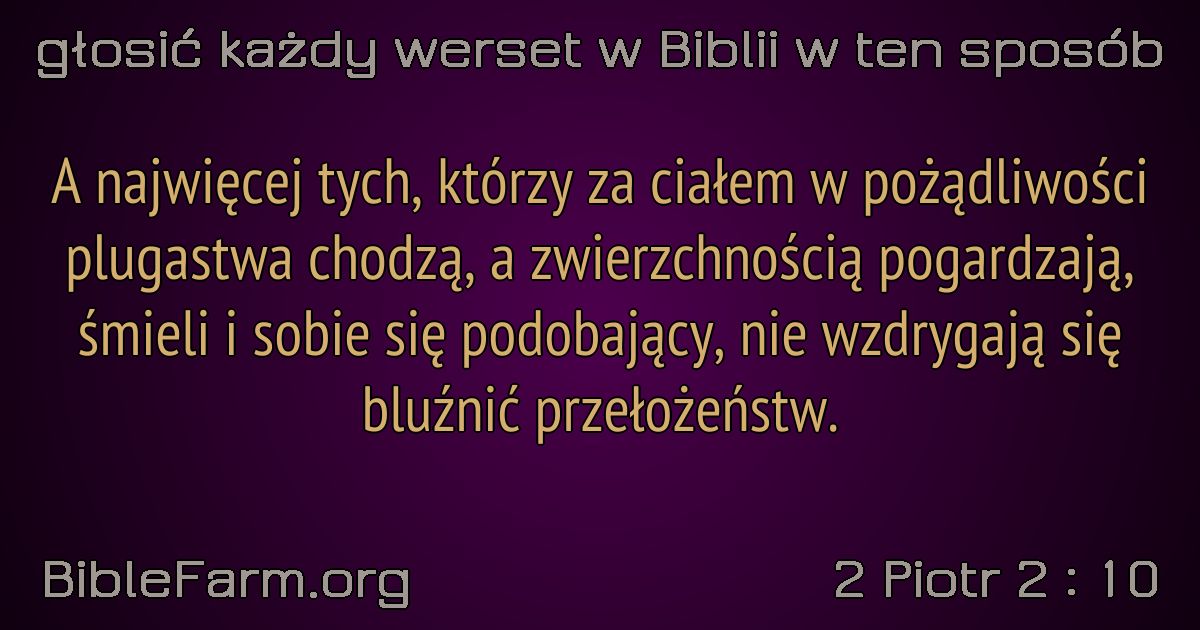 głosić każdy werset w Biblii w ten sposób
A najwięcej tych, którzy za ciałem w pożądliwości
plugastwa chodzą, a zwierzchnością pogardzają,
śmieli i sobie się podobający, nie wzdrygają się
bluźnić przełożeństw.
BibleFarm.org
2 Piotr 2 : 10